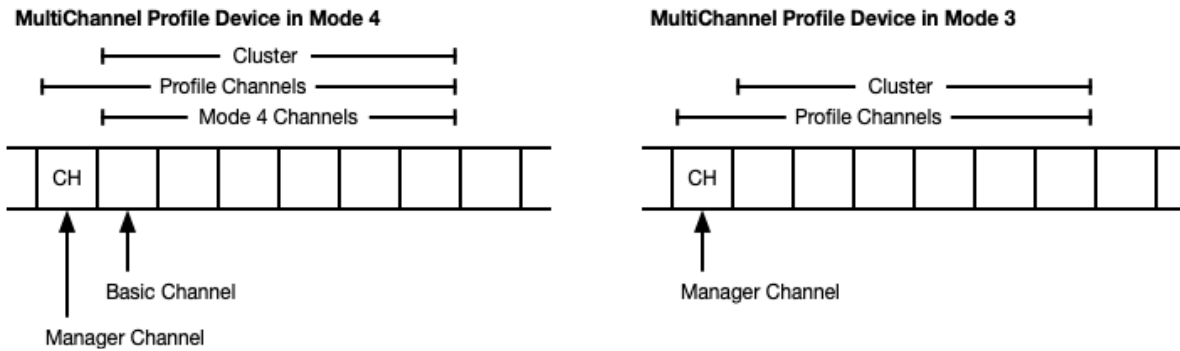 MultiChannel Profile Device in Mode 4
Cluster
Profile Channels
Mode 4 Channels
CH
Basic Channel
Manager Channel
MultiChannel Profile Device in Mode 3
Cluster
Profile Channels
CH
Manager Channel